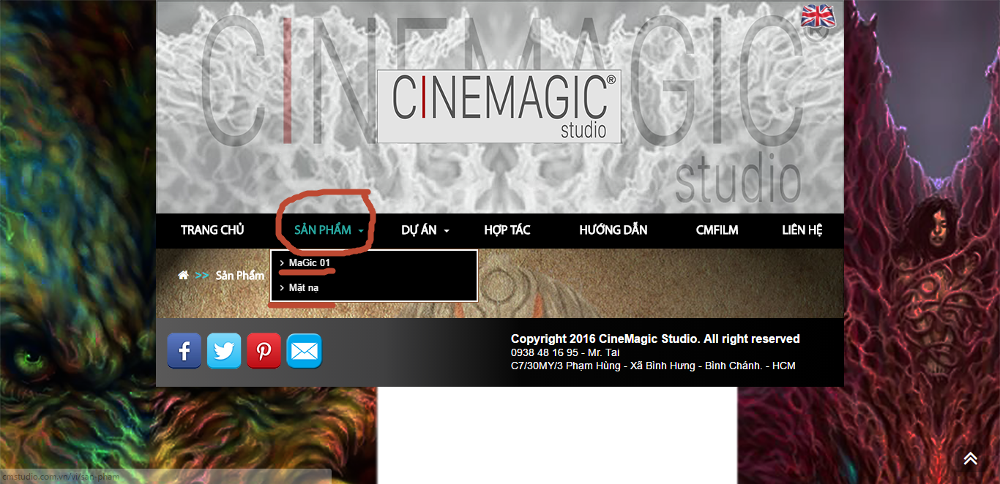 CINEMAGIC®
studio
CINEMAGIC®
studio
TRANG CHỦ SẢN PHẨM DỰ ÁN HỢP TÁC HƯỚNG DẪN CMFILM LIÊN HỆ
> MaGic 01
>> Sản Phẩm
> Mặt nạ
Copyright 2016 CineMagic Studio. All right reserved
0938 48 16 95 - Mr. Tai
C7/30MY/3 Phạm Hùng - Xã Bình Hưng - Bình Chánh. - HCM
cmstudio.com.vn/vi/san-pham